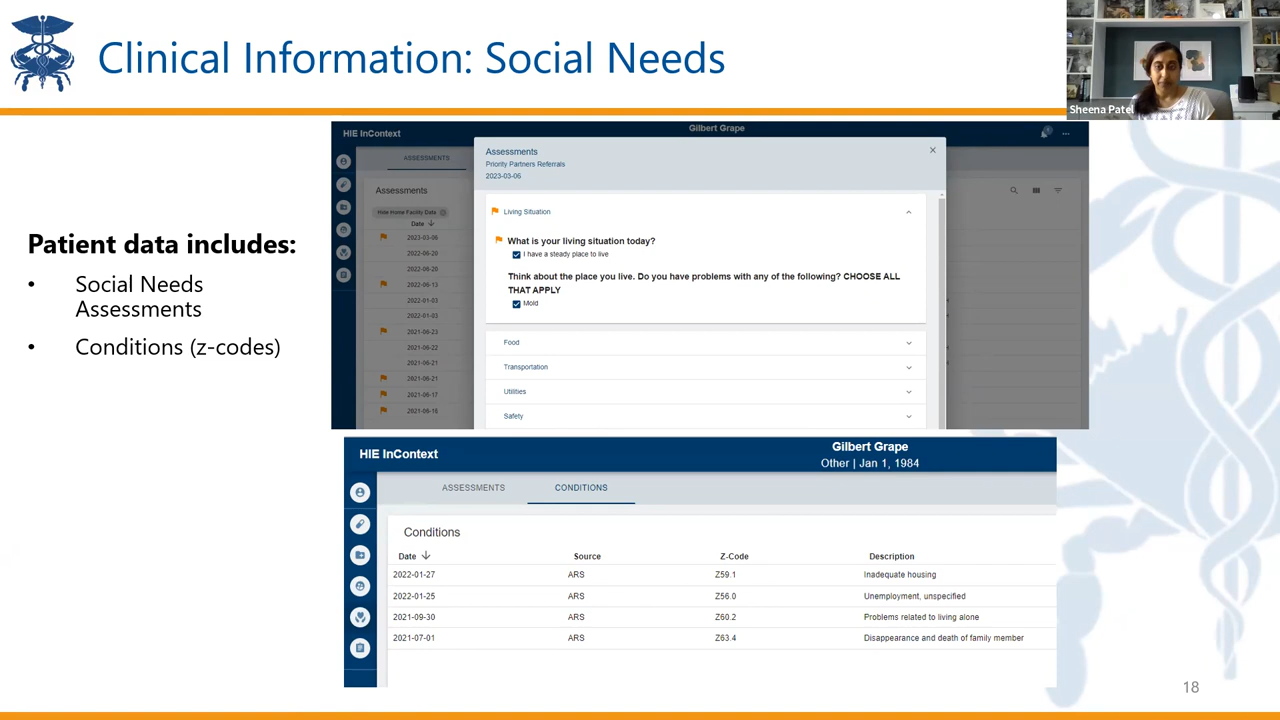 Clinical Information: Social Needs
Sheena Patel
Patient data includes:
• Social Needs
Assessments
• Conditions (z-codes)
HIE InContext
Gilbert Grape
ASSESSMENTS
Assessments
Hide Home Facility Data
Date
2023-03-06
2022-06-20
2022-06-20
2022-06-13
2022-01-03
2022-01-03
2021-08-23
2021-06-22
2021-06-21
2021-06-21
2021-06-17
2021-06-16
Assessments
Priority Partners Referrals
2023-03-06
Living Situation
What is your living situation today?
I have a steady place to live
Think about the place you live. Do you have problems with any of the following? CHOOSE ALL
THAT APPLY
Mold
Food
Transportation
Utilities
Safety
HIE InContext
Gilbert Grape
Other | Jan 1, 1984
ASSESSMENTS CONDITIONS
Conditions
Date Source Z-Code Description
2022-01-27 ARS Z59.1 Inadequate housing
2022-01-25 ARS Z56.0 Unemployment, unspecified
2021-09-30 ARS Z60.2 Problems related to living alone
2021-07-01 ARS Z63.4 Disappearance and death of family member
18